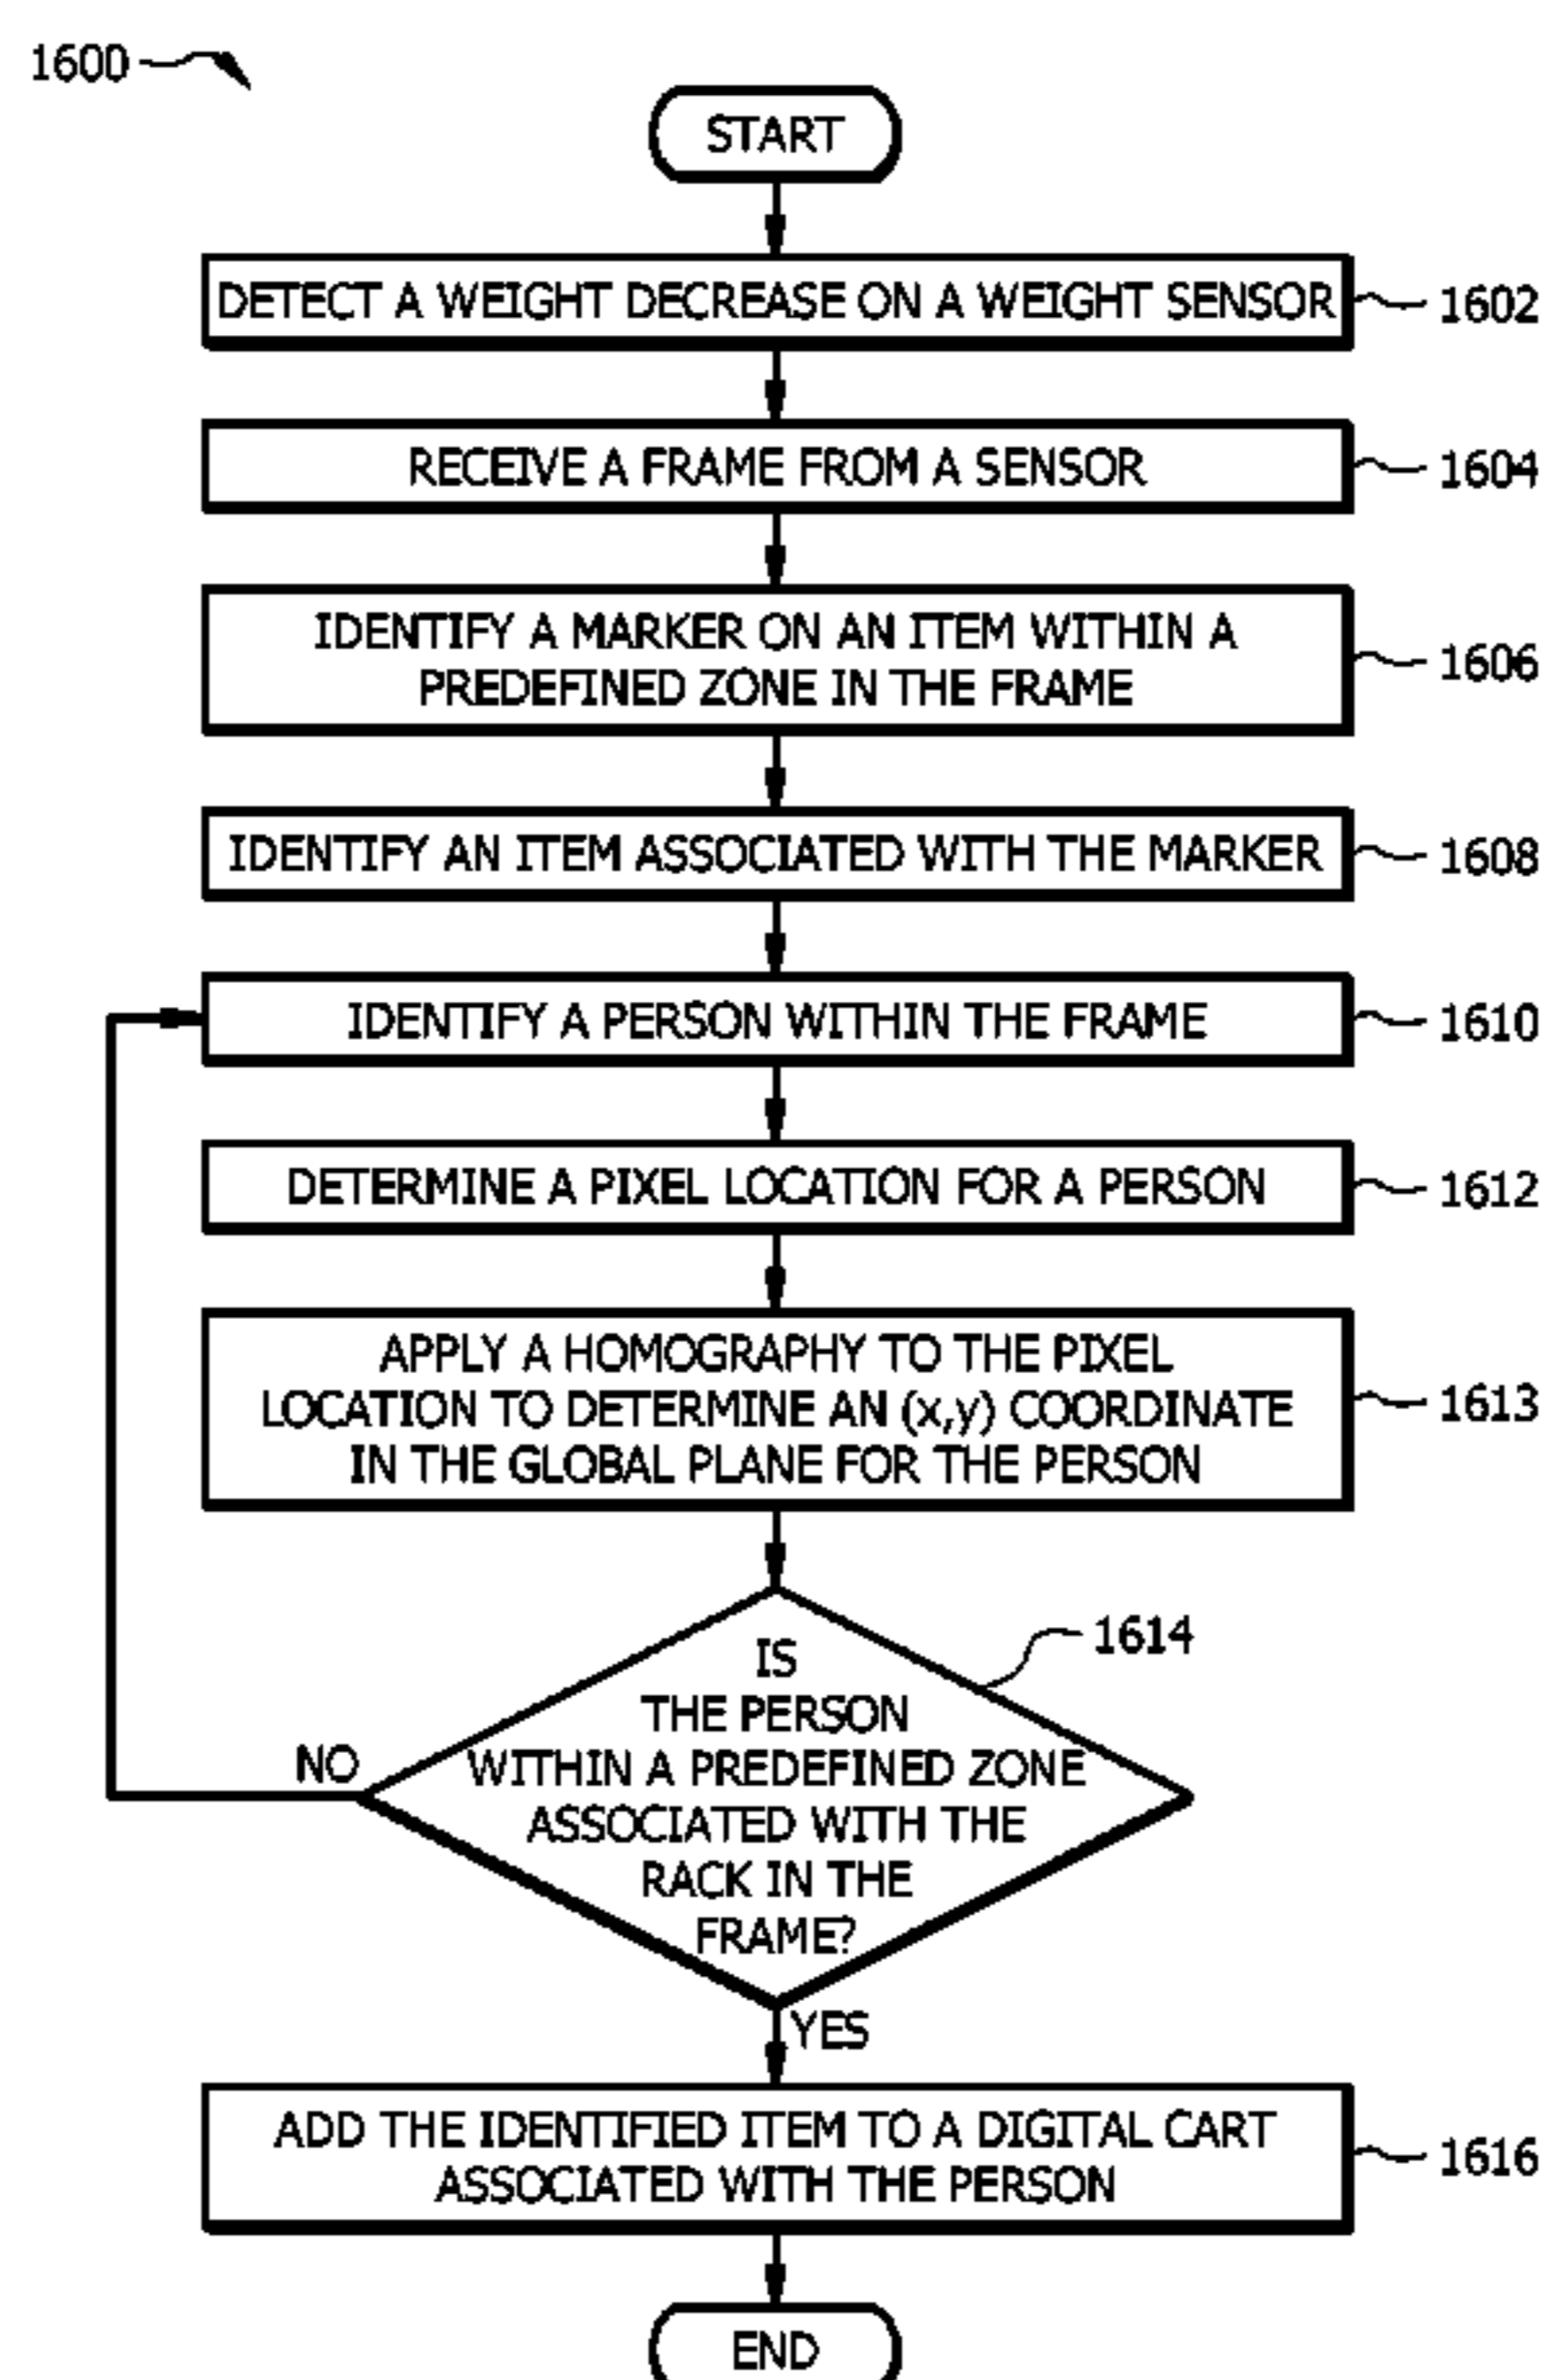 1600
START
DETECT A WEIGHT DECREASE ON A WEIGHT SENSOR
1602
RECEIVE A FRAME FROM A SENSOR
1604
IDENTIFY A MARKER ON AN ITEM WITHIN A
PREDEFINED ZONE IN THE FRAME
1606
IDENTIFY AN ITEM ASSOCIATED WITH THE MARKER
1608
IDENTIFY A PERSON WITHIN THE FRAME
1610
DETERMINE A PIXEL LOCATION FOR A PERSON
1612
APPLY A HOMOGRAPHY TO THE PIXEL
LOCATION TO DETERMINE AN (x,y) COORDINATE
IN THE GLOBAL PLANE FOR THE PERSON
1613
IS
THE PERSON
WITHIN A PREDEFINED ZONE
ASSOCIATED WITH THE
RACK IN THE
FRAME?
1614
NO
YES
ADD THE IDENTIFIED ITEM TO A DIGITAL CART
ASSOCIATED WITH THE PERSON
1616
END